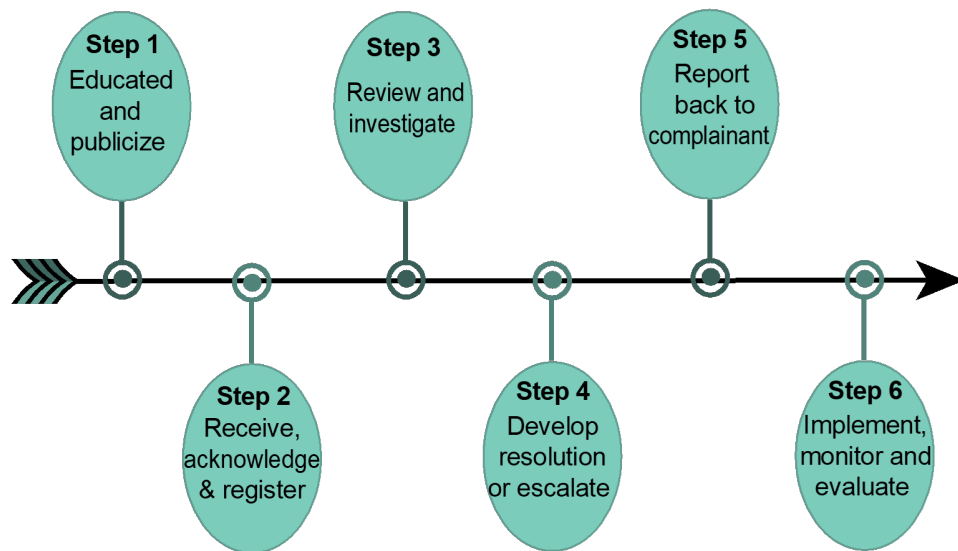 Step 1
Educated
and
publicize
Step 2
Receive,
acknowledge
& register
Step 3
Review and
investigate
Step 4
Develop
resolution
or escalate
Step 5
Report
back to
complainant
Step 6
Implement,
monitor and
evaluate